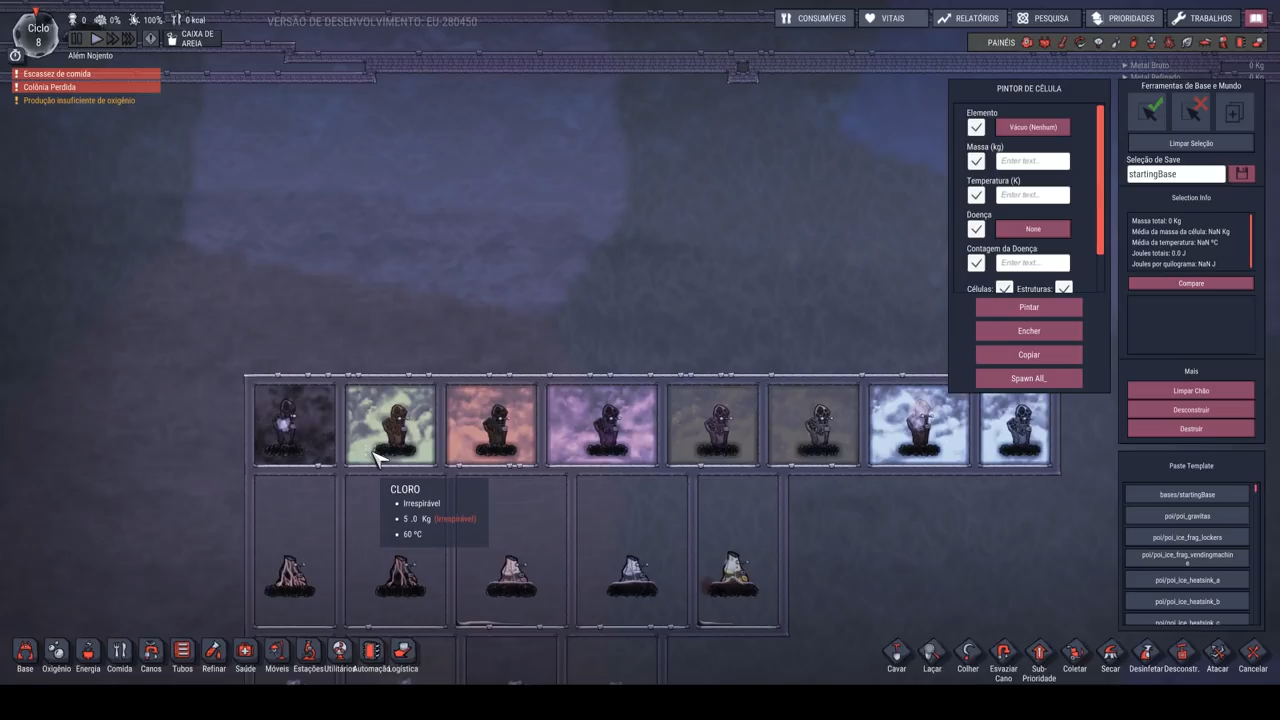 Ciclo
8
0
0%
100%
0 kcal
CAIXA DE
AREIA
Além Nojento
Escassez de comida
Colônia Perdida
Produção insuficiente de oxigênio
VERSÃO DE DESENVOLVIMENTO: EU-280450
CONSUMÍVEIS
VITAIS
RELATÓRIOS
PESQUISA
PRIORIDADES
TRABALHOS
PAINÉIS
Metal Bruto
0 Kg
Metal Refinado
0 Kg
PINTOR DE CÉLULA
Elemento
Vácuo (Nenhum)
Massa (kg)
Enter text...
Temperatura (K)
Enter text...
Doença
None
Contagem da Doença
Enter text...
Células:
Estruturas:
Pintar
Encher
Copiar
Spawn All_
Ferramentas de Base e Mundo
Limpar Seleção
Seleção de Save
startingBase
Selection Info
Massa total: 0 Kg
Média da massa da célula: NaN Kg
Média da temperatura: NaN ºC
Joules totais: 0.0 J
Joules por quilograma: NaN J
Compare
Mais
Limpar Chão
Desconstruir
Destruir
Paste Template
bases/startingBase
poi/poi_gravitas
poi/poi_ice_frag_lockers
poi/poi_ice_frag_vendingmachin
e
poi/poi_ice_heatsink_a
poi/poi_ice_heatsink_b
poi/poi_ice_heatsink_c
CLORO
• Irrespirável
• 5 .0 Kg (Irrespirável)
• 60 ºC
Base
Oxigênio
Energia
Comida
Canos
Tubos
Refinar
Saúde
Móveis
Estações
Utilitários
Automação
Logística
Cavar
Laçar
Colher
Esvaziar
Cano
Sub-
Prioridade
Coletar
Secar
Desinfetar
Desconstr.
Atacar
Cancelar